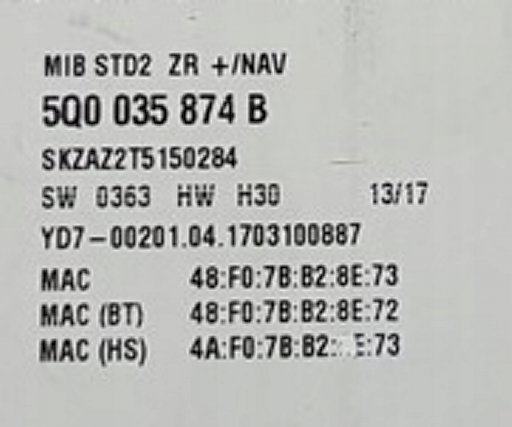 MIB STD2 ZR +/NAV
5Q0 035 874 B
SKZAZ2T5150284
SW 0363 HW H30 13/17
YD7-00201.04.1703100887
MAC 48:F0:7B:B2:8E:73
MAC (BT) 48:F0:7B:B2:8E:72
MAC (HS)